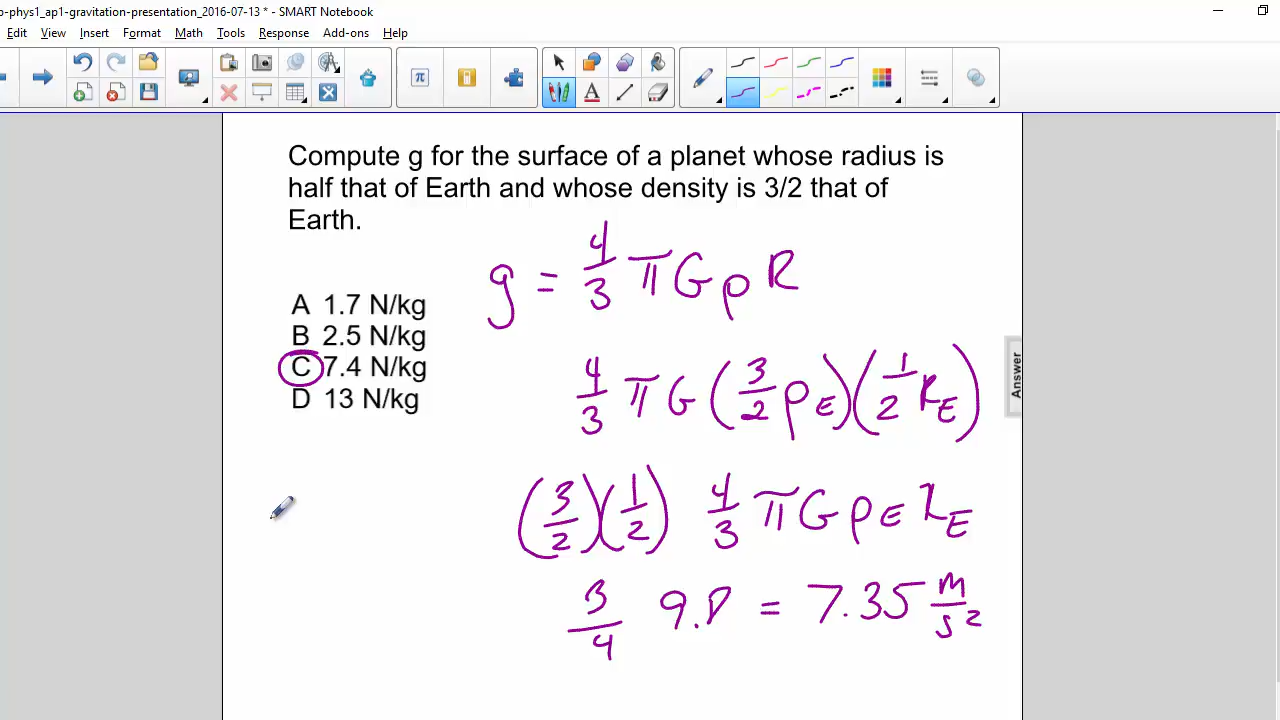 o-phys1_ap1-gravitation-presentation_2016-07-13 * - SMART Notebook
Edit View Insert Format Math Tools Response Add-ons Help
Compute g for the surface of a planet whose radius is
half that of Earth and whose density is 3/2 that of
Earth.
g = 4/3 π G ρ R
A 1.7 N/kg
B 2.5 N/kg
C 7.4 N/kg
D 13 N/kg
4/3 π G (3/2 ρE)(1/2 RE)
(3/2)(1/2) 4/3 π G ρE RE
3/4 9.8 = 7.35 m/s²
Answer